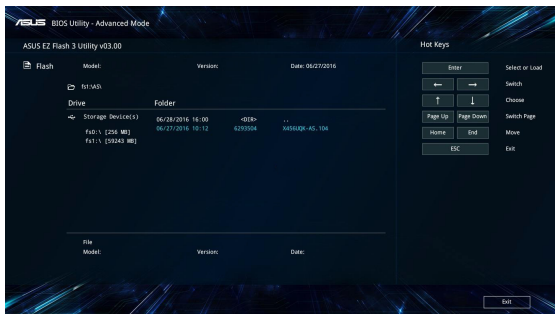 ASUS BIOS Utility - Advanced Mode
ASUS EZ Flash 3 Utility v03.00
Hot Keys
Flash Model: Version: Date: 06/27/2016
fs1:\AS\
Drive Folder
Storage Device(s)
fs0:\ [256 MB]
fs1:\ [59243 MB]
06/28/2016 16:00 <DIR> ..
06/27/2016 10:12 6293504 X456UQK-AS.104
File
Model: Version: Date:
Enter Select or Load
← → Switch
↑ ↓ Choose
Page Up Page Down Switch Page
Home End Move
ESC Exit
Exit